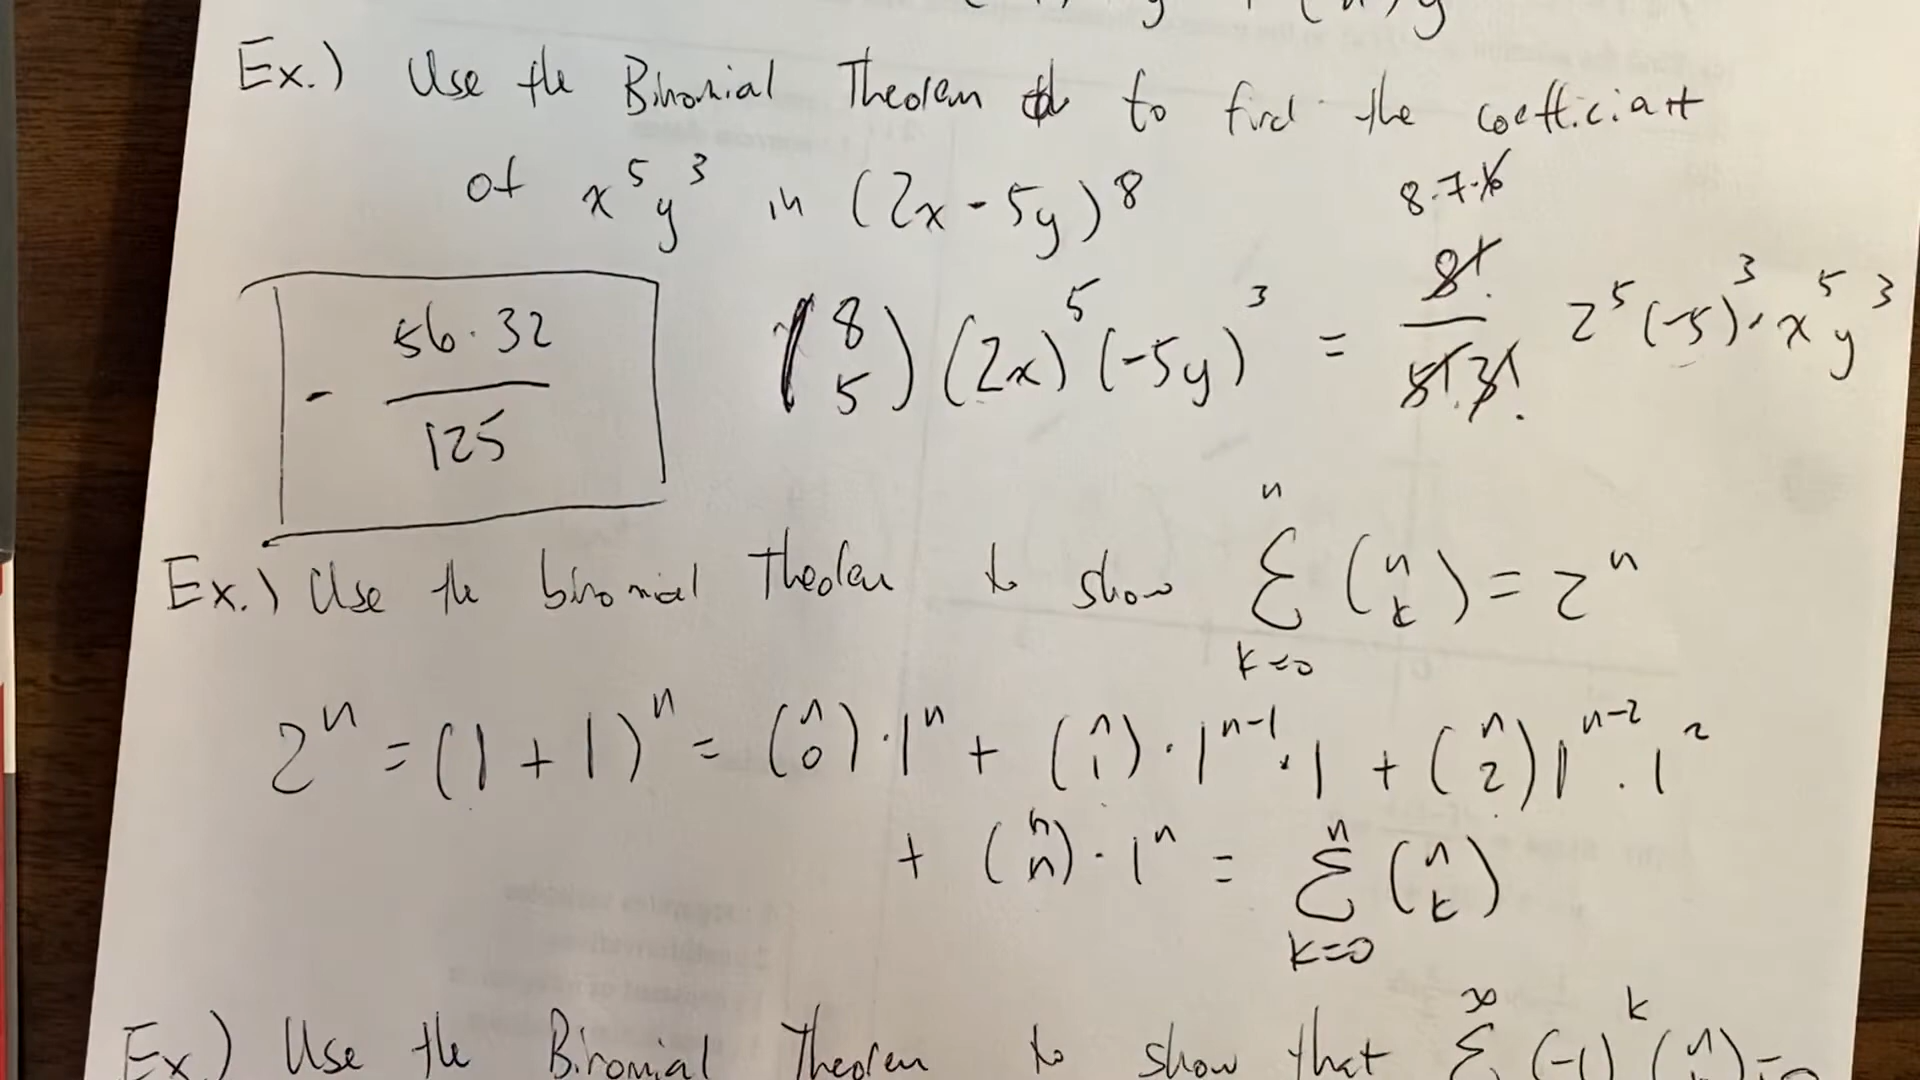 Ex.) Use the Binomial Theorem to find the coefficient
of x^5 y^3 in (2x - 5y)^8
8·7·6
- 56·32 / 125
(8 5) (2x)^5 (-5y)^3 = 8! / 5! 3! 2^5 (-5)^3 · x^5 y^3
Ex.) Use the binomial theorem to show Σ_{k=0}^{n} (n k) = 2^n
2^n = (1 + 1)^n = (n 0) · 1^n + (n 1) · 1^{n-1} · 1 + (n 2) 1^{n-2} · 1^2
+ (n n) · 1^n = Σ_{k=0}^{n} (n k)
Ex.) Use the Binomial Theorem to show that Σ (-1)^k (n